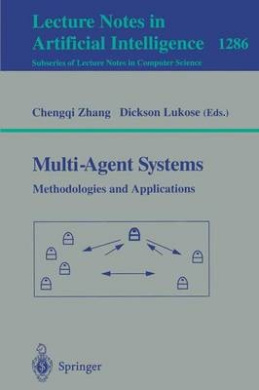 Lecture Notes in
Artificial Intelligence 1286
Subseries of Lecture Notes in Computer Science
Chengqi Zhang Dickson Lukose (Eds.)
Multi-Agent Systems
Methodologies and Applications
Springer